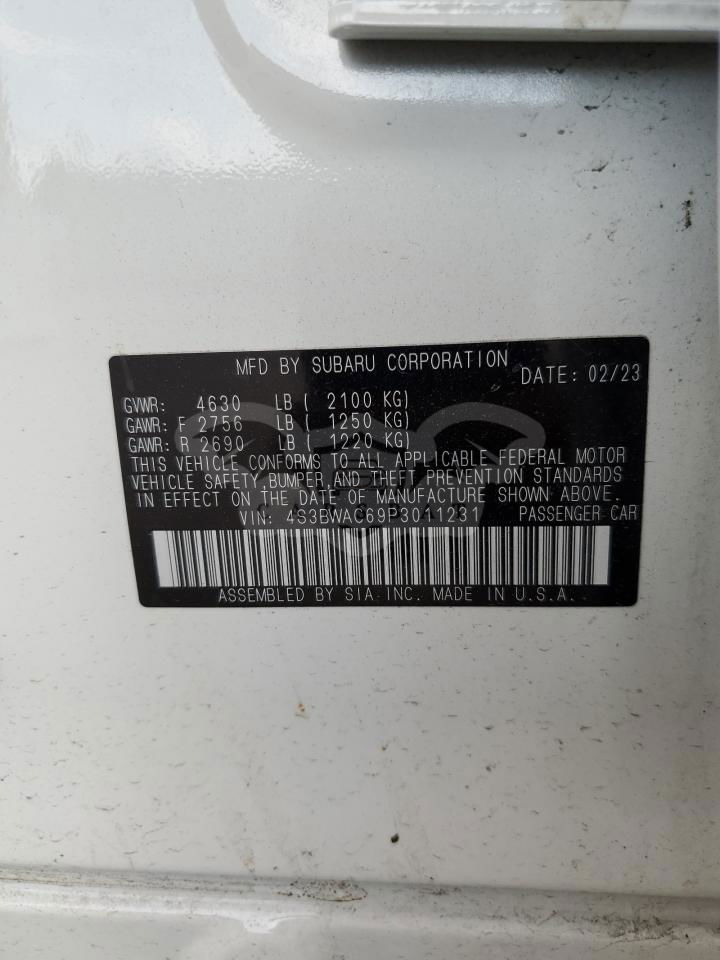 MFD BY SUBARU CORPORATION DATE: 02/23
GVWR: 4630 LB ( 2100 KG)
GAWR: F 2756 LB ( 1250 KG)
GAWR: R 2690 LB ( 1220 KG)
THIS VEHICLE CONFORMS TO ALL APPLICABLE FEDERAL MOTOR
VEHICLE SAFETY,BUMPER,AND THEFT PREVENTION STANDARDS
IN EFFECT ON THE DATE OF MANUFACTURE SHOWN ABOVE.
VIN: 4S3BWAC69P3041231 PASSENGER CAR
ASSEMBLED BY SIA.INC. MADE IN U.S.A.